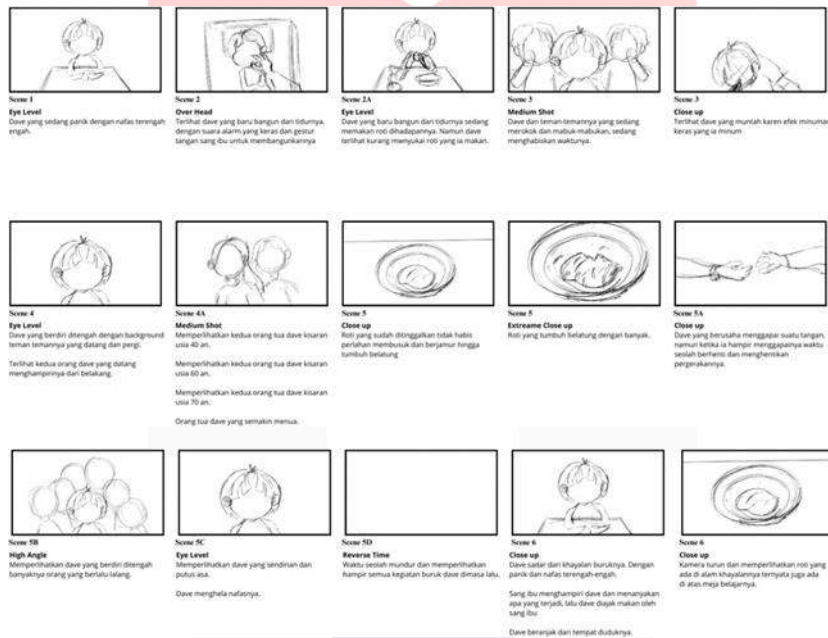 Scene 1
Eye Level
Dave yang sedang panik dengan nafas terengah
engah.
Scene 2
Over Head
Terlihat dave yang baru bangun dari tidurnya,
dengan suara alarm yang keras dan gestur
tangan sang ibu untuk membangunkannya
Scene 2A
Eye Level
Dave yang baru bangun dari tidurnya sedang
memakan roti dihadapannya. Namun dave
terlihat kurang menyukai roti yang ia makan.
Scene 3
Medium Shot
Dave dan teman-temannya yang sedang
merokok dan mabuk-mabukan, sedang
menghabiskan waktunya.
Scene 3
Close up
Terlihat dave yang muntah karen efek minuman
keras yang ia minum
Scene 4
Eye Level
Dave yang berdiri ditengah dengan background
teman temannya yang datang dan pergi.
Terlihat kedua orang dave yang datang
menghampirinya dari belakang.
Scene 4A
Medium Shot
Memperlihatkan kedua orang tua dave kisaran
usia 40 an.
Memperlihatkan kedua orang tua dave kisaran
usia 60 an.
Memperlihatkan kedua orang tua dave kisaran
usia 70 an.
Orang tua dave yang semakin menua.
Scene 5
Close up
Roti yang sudah ditinggalkan tidak habis
perlahan membusuk dan berjamur hingga
tumbuh belatung
Scene 5
Extreame Close up
Roti yang tumbuh belatung dengan banyak.
Scene 5A
Close up
Dave yang berusaha menggapai suatu tangan,
namun ketika ia hampir menggapainya waktu
seolah berhenti dan menghentikan
pergerakannya.
Scene 5B
High Angle
Memperlihatkan dave yang berdiri ditengah
banyaknya orang yang berlalu-lalang.
Scene 5C
Eye Level
Memperlihatkan dave yang sendirian dan
putus asa.
Dave menghela nafasnya.
Scene 5D
Reverse Time
Waktu seolah mundur dan memperlihatkan
hampir semua kegiatan buruk dave dimasa lalu.
Scene 6
Close up
Dave sadar dari khayalan buruknya. Dengan
panik dan nafas terengah-engah.
Sang ibu menghampiri dave dan menanyakan
apa yang terjadi, lalu dave diajak makan oleh
sang ibu
Dave beranjak dari tempat duduknya.
Scene 6
Close up
Kamera turun dan memperlihatkan roti yang
ada di alam khayalannya ternyata juga ada
di atas meja belajarnya.